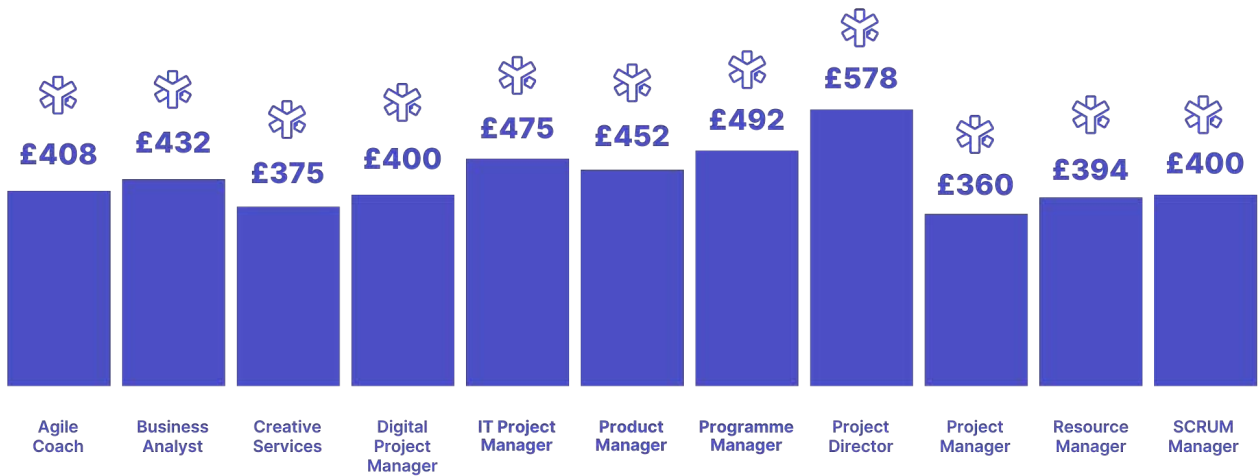 £408
£432
£375
£400
£475
£452
£492
£578
£360
£394
£400
Agile
Coach
Business
Analyst
Creative
Services
Digital
Project
Manager
IT Project
Manager
Product
Manager
Programme
Manager
Project
Director
Project
Manager
Resource
Manager
SCRUM
Manager